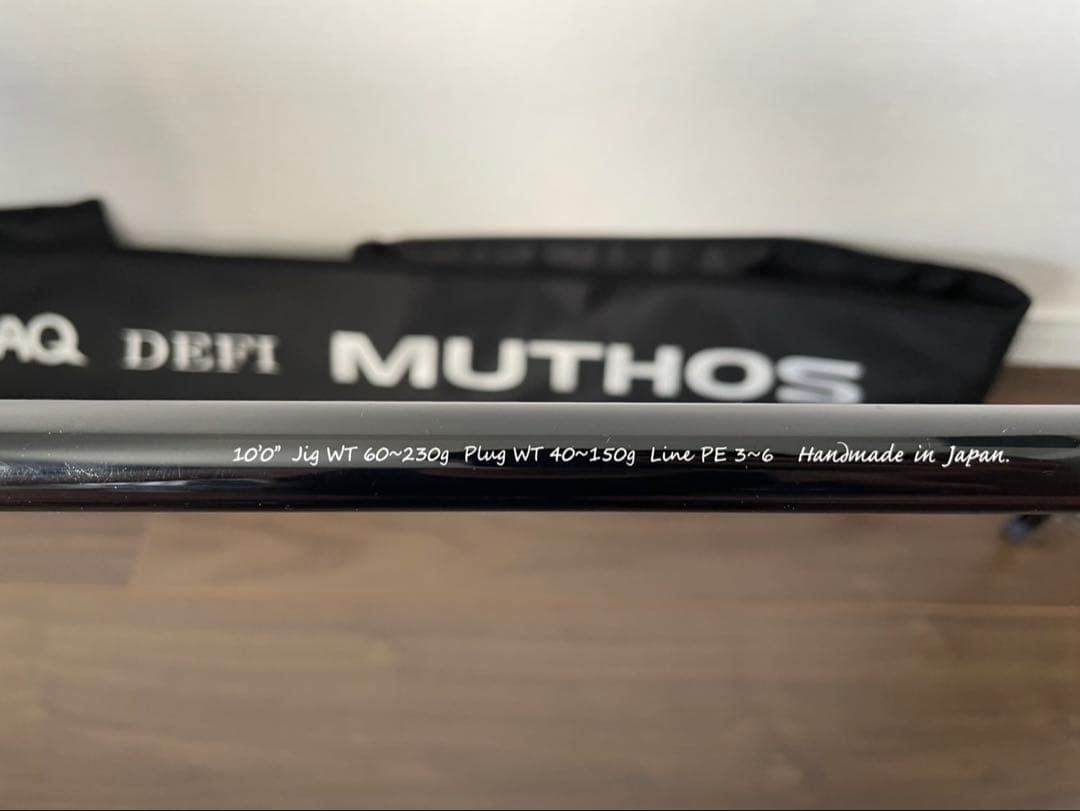 AQ DEFI MUTHOS
10'0" Jig WT 60~230g Plug WT 40~150g Line PE 3~6 Handmade in Japan.